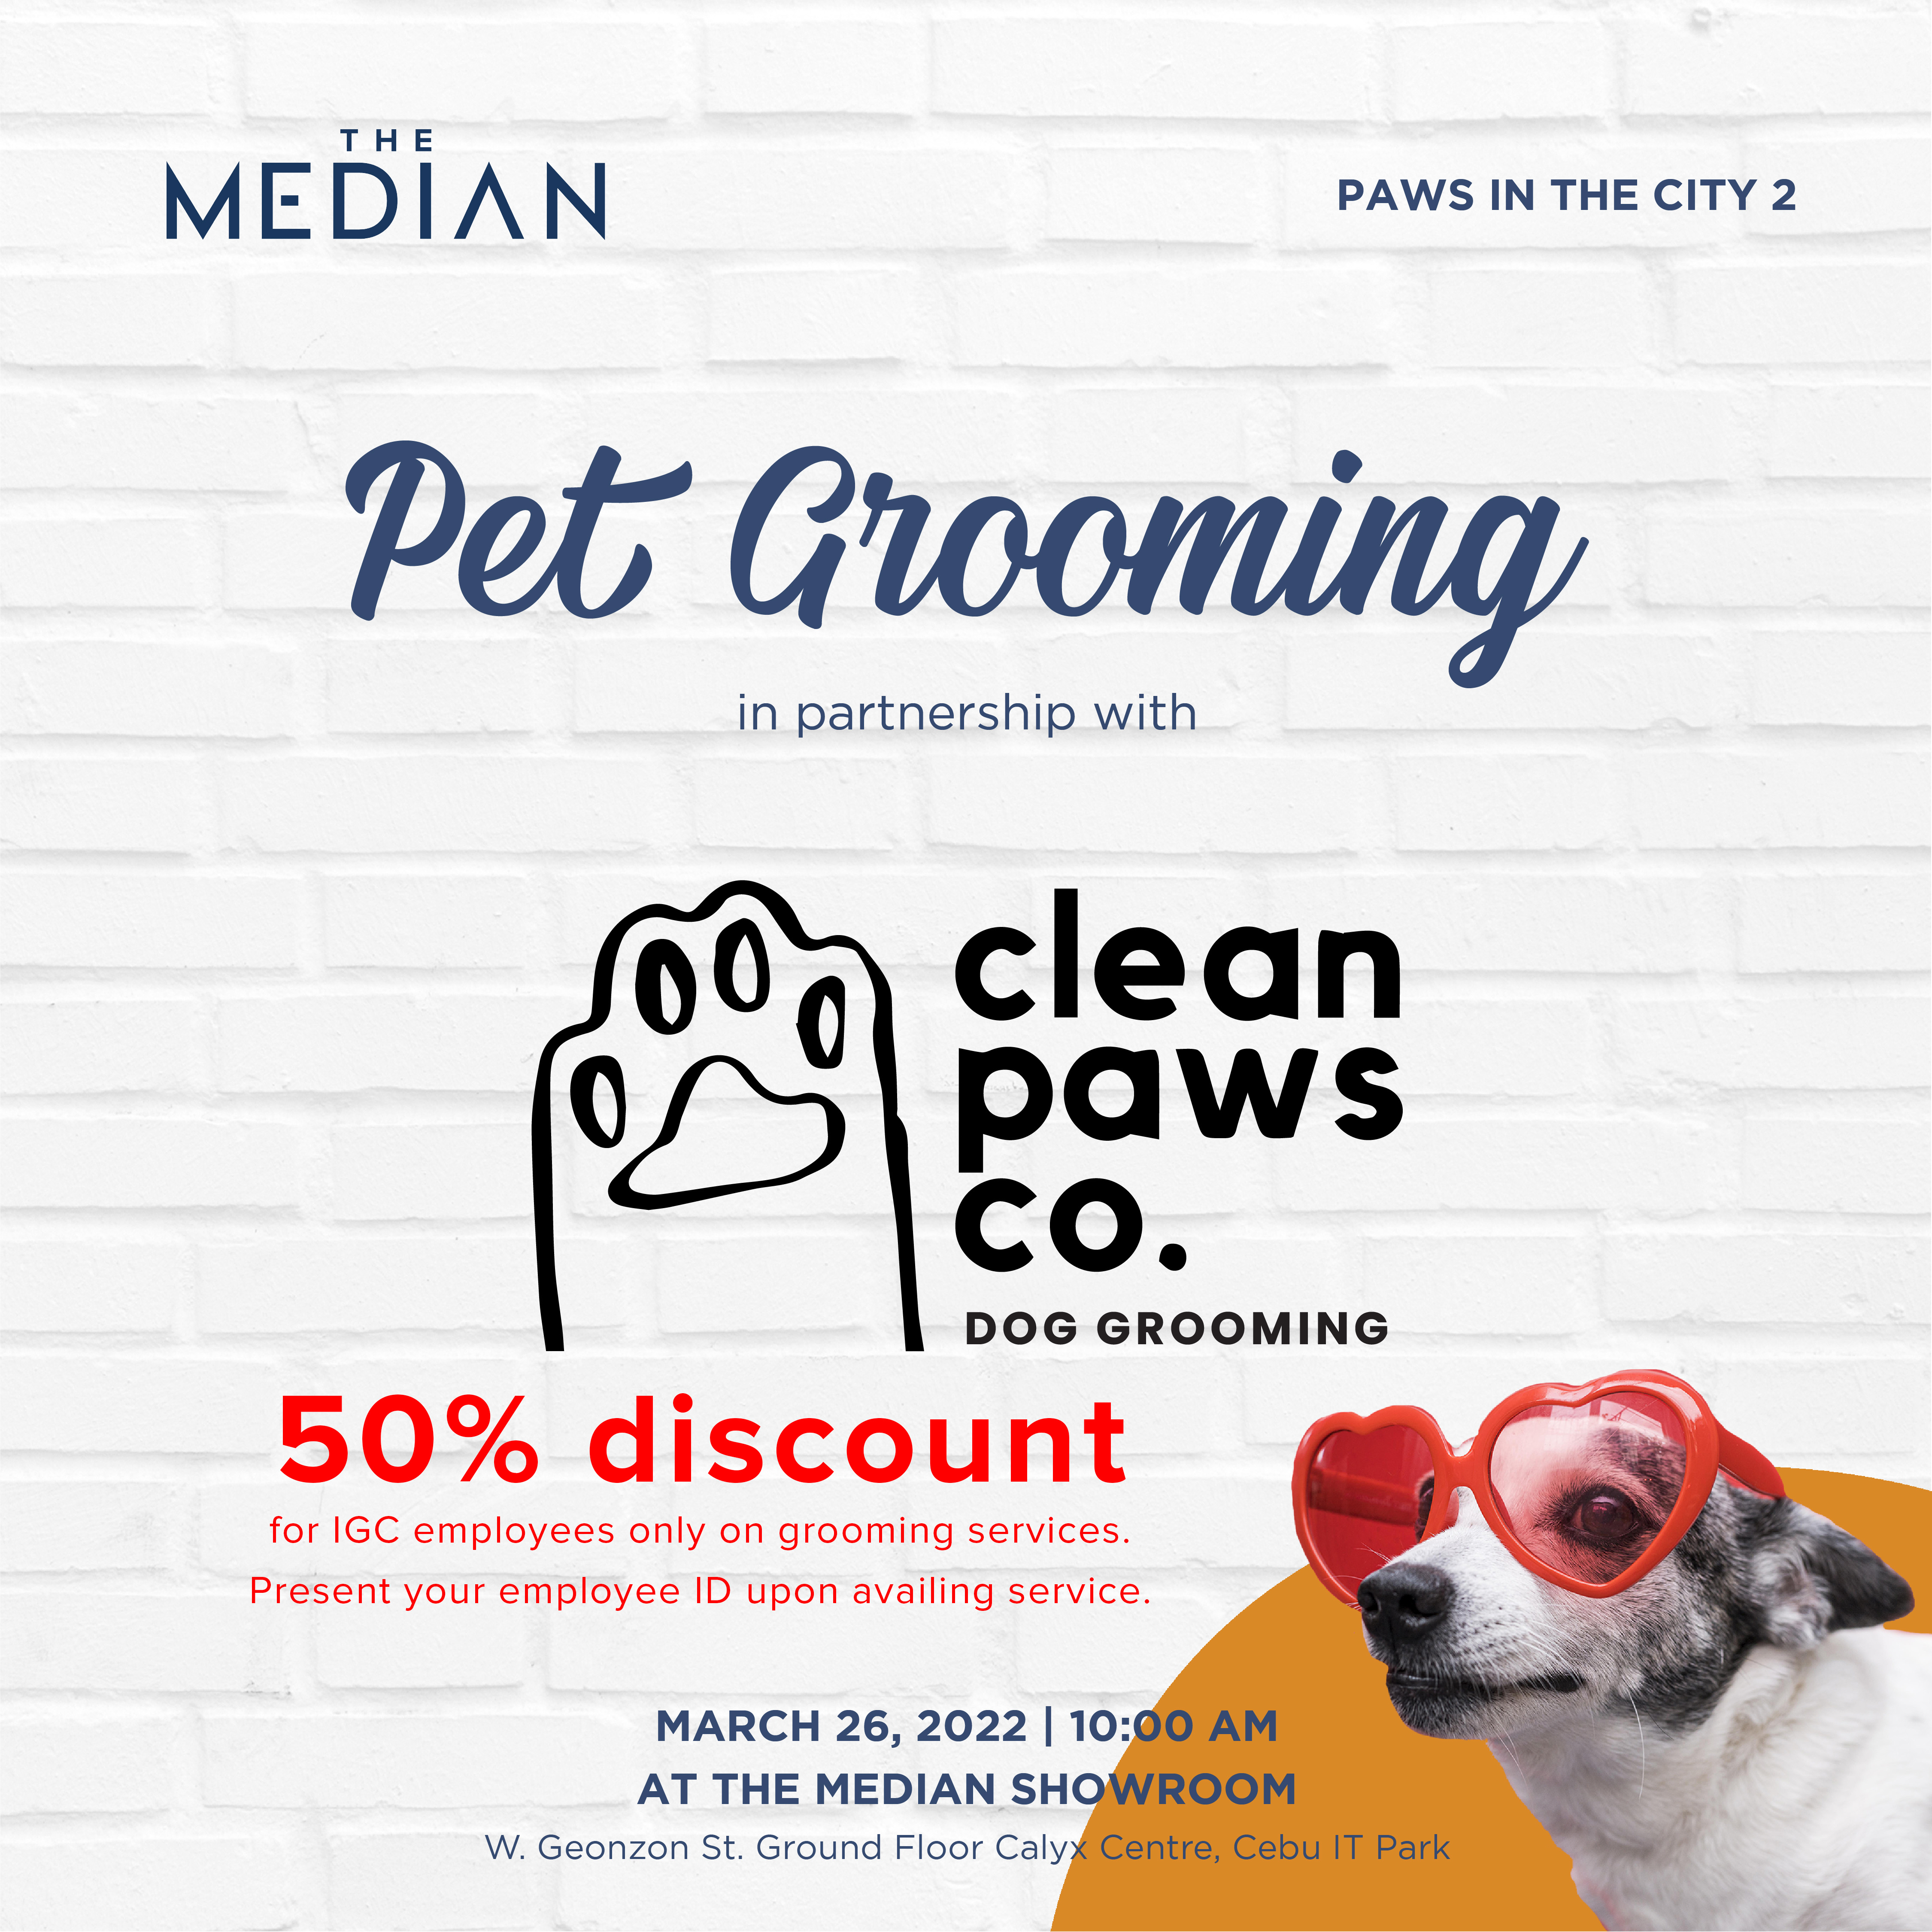 THE
MEDIAN
PAWS IN THE CITY 2
Pet Grooming
in partnership with
clean
paws
co.
DOG GROOMING
50% discount
for IGC employees only on grooming services.
Present your employee ID upon availing service.
MARCH 26, 2022 | 10:00 AM
AT THE MEDIAN SHOWROOM
W. Geonzon St. Ground Floor Calyx Centre, Cebu IT Park